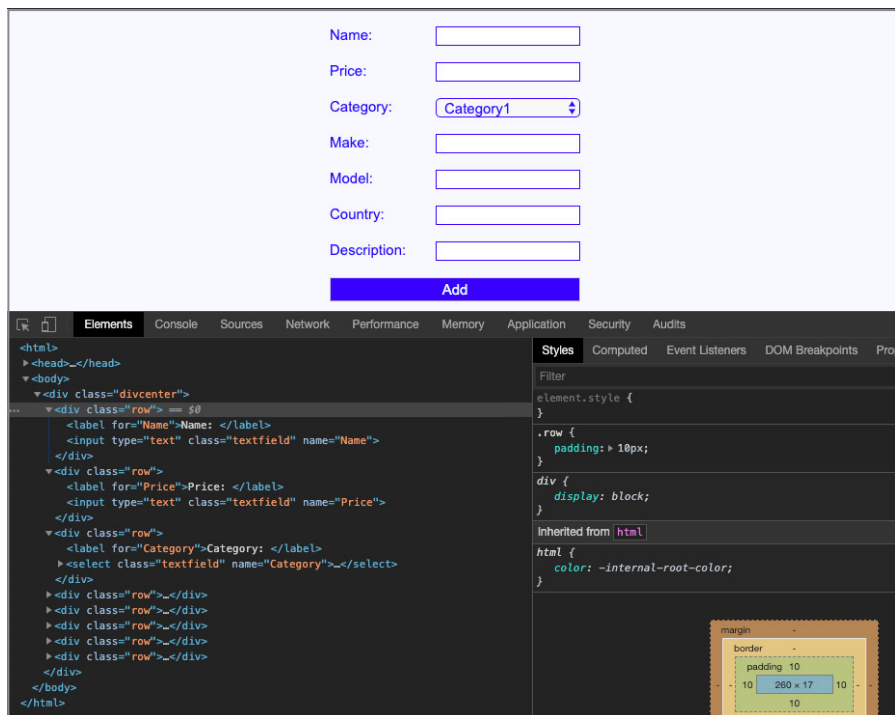 Name:
Price:
Category: Category1
Make:
Model:
Country:
Description:
Add
Elements Console Sources Network Performance Memory Application Security Audits
<html>
▶<head>…</head>
▼<body>
▼<div class="divcenter">
… ▼<div class="row"> == $0
<label for="Name">Name: </label>
<input type="text" class="textfield" name="Name">
</div>
▼<div class="row">
<label for="Price">Price: </label>
<input type="text" class="textfield" name="Price">
</div>
▼<div class="row">
<label for="Category">Category: </label>
▶<select class="textfield" name="Category">…</select>
</div>
▶<div class="row">…</div>
▶<div class="row">…</div>
▶<div class="row">…</div>
▶<div class="row">…</div>
▶<div class="row">…</div>
</div>
</body>
</html>
Styles Computed Event Listeners DOM Breakpoints Pro
Filter
element.style {
}
.row {
padding: ▶ 10px;
}
div {
display: block;
}
Inherited from html
html {
color: -internal-root-color;
}
margin -
border -
padding 10
- - 10 260 × 17 10 - -
10